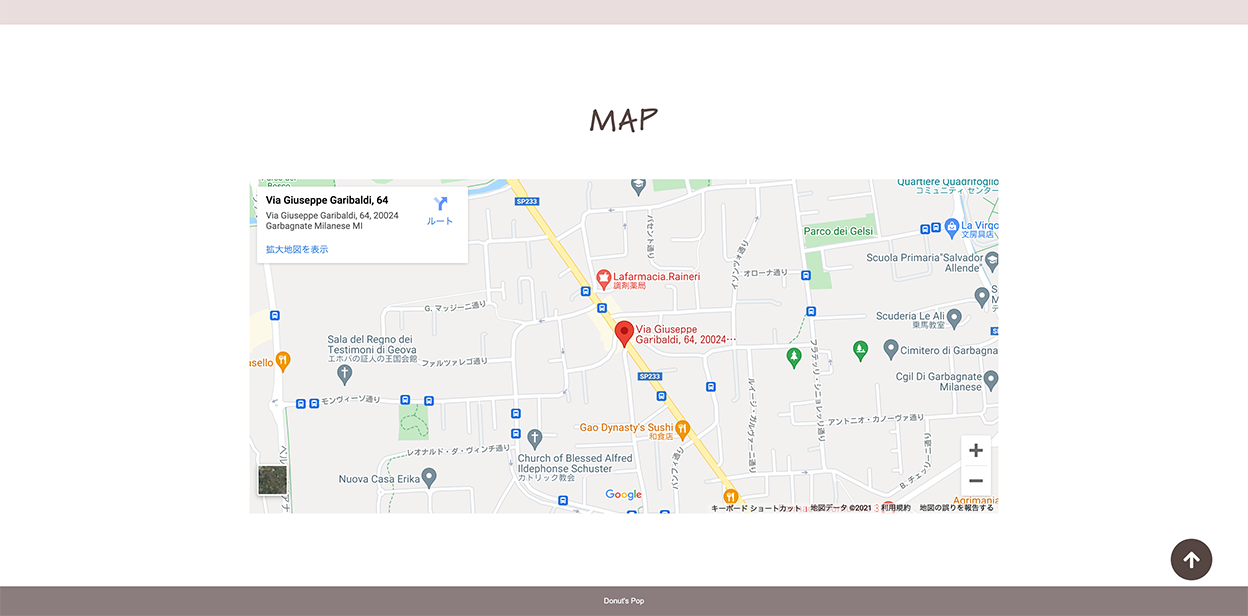 MAP
Via Giuseppe Garibaldi, 64
Via Giuseppe Garibaldi, 64, 20024
Garbagnate Milanese MI
ルート
拡大地図を表示
SP233
Quartiere Quadrifoglio
コミュニティ センター
Parco dei Gelsi
La Virgo
文房具店
Scuola Primaria"Salvador
Allende"
オローナ通り
Lafarmacia.Raineri
調剤薬局
G. マッジーニ通り
Scuderia Le Ali
乗馬教室
Via Giuseppe
Garibaldi, 64, 20024…
Sala del Regno dei
Testimoni di Geova
エホバの証人の王国会館
ファルツァレゴ通り
asello
Cimitero di Garbagna
SP233
Cgil Di Garbagnate
Milanese
モンヴィーソ通り
アントニオ・カノーヴァ通り
Gao Dynasty's Sushi
和食店
レオナルド・ダ・ヴィンチ通り
Church of Blessed Alfred
Ildephonse Schuster
カトリック教会
Nuova Casa Erika
B. チェッリー
Google
Agrimania
キーボード ショートカット
地図データ ©2021
利用規約
地図の誤りを報告する
Donut's Pop